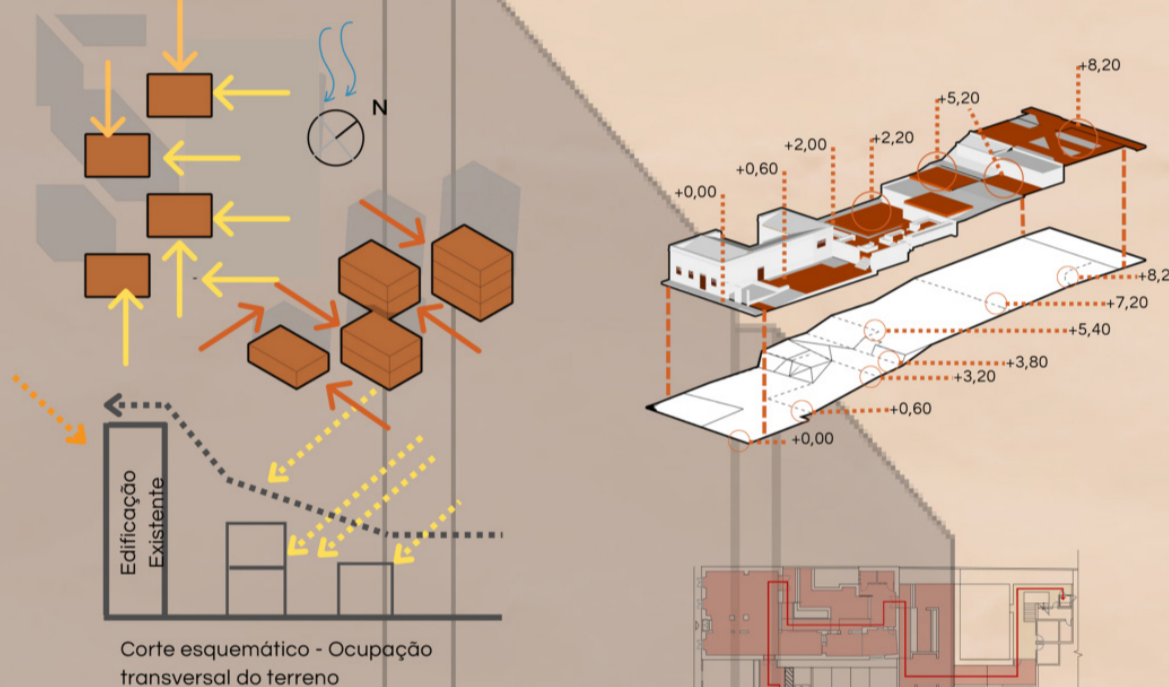 N
+8,20
+5,20
+2,20
+2,00
+0,60
+0,00
+8,2
+7,20
+5,40
+3,80
+3,20
+0,60
+0,00
Edificação
Existente
Corte esquemático - Ocupação
transversal do terreno